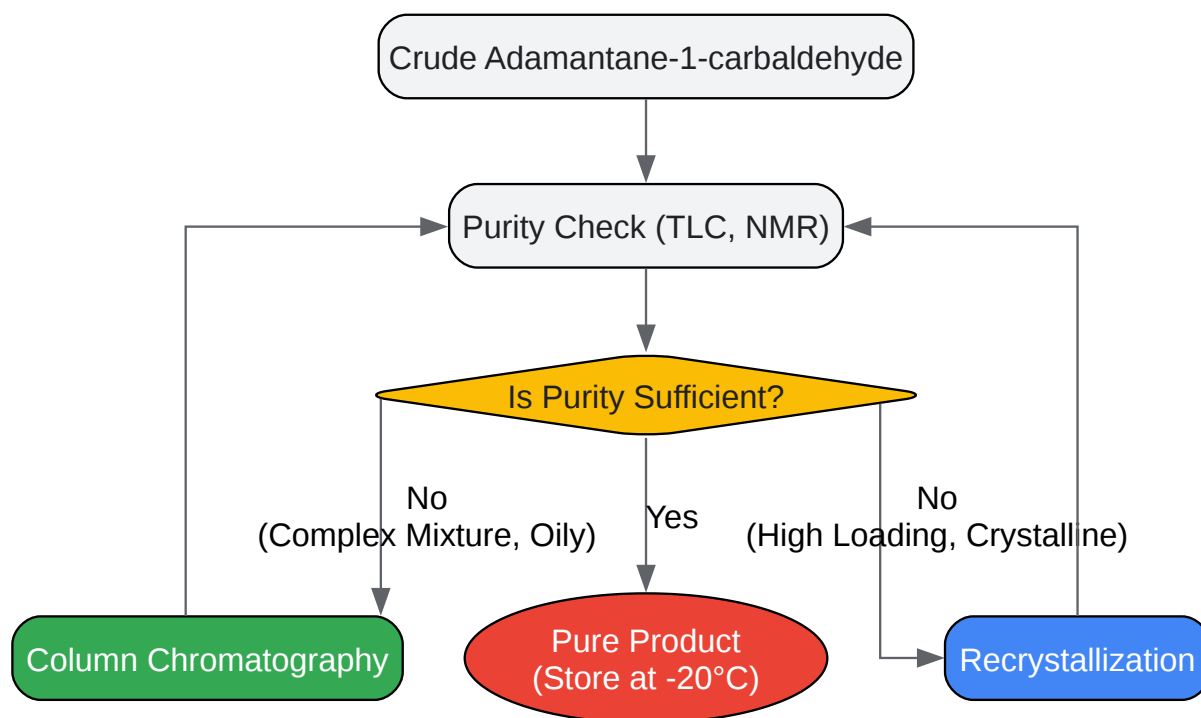 Crude Adamantane-1-carbaldehyde
Purity Check (TLC, NMR)
Is Purity Sufficient?
No
(Complex Mixture, Oily)
Yes
No
(High Loading, Crystalline)
Column Chromatography
Pure Product
(Store at -20°C)
Recrystallization